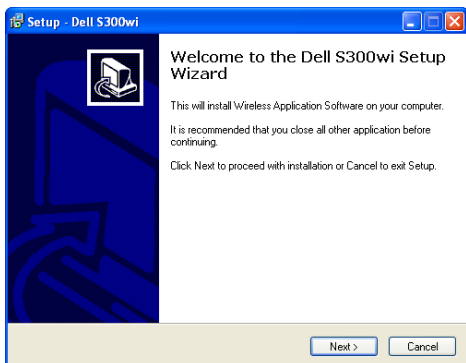 Setup - Dell S300wi
Welcome to the Dell S300wi Setup
Wizard
This will install Wireless Application Software on your computer.
It is recommended that you close all other application before
continuing.
Click Next to proceed with installation or Cancel to exit Setup.
Next >
Cancel